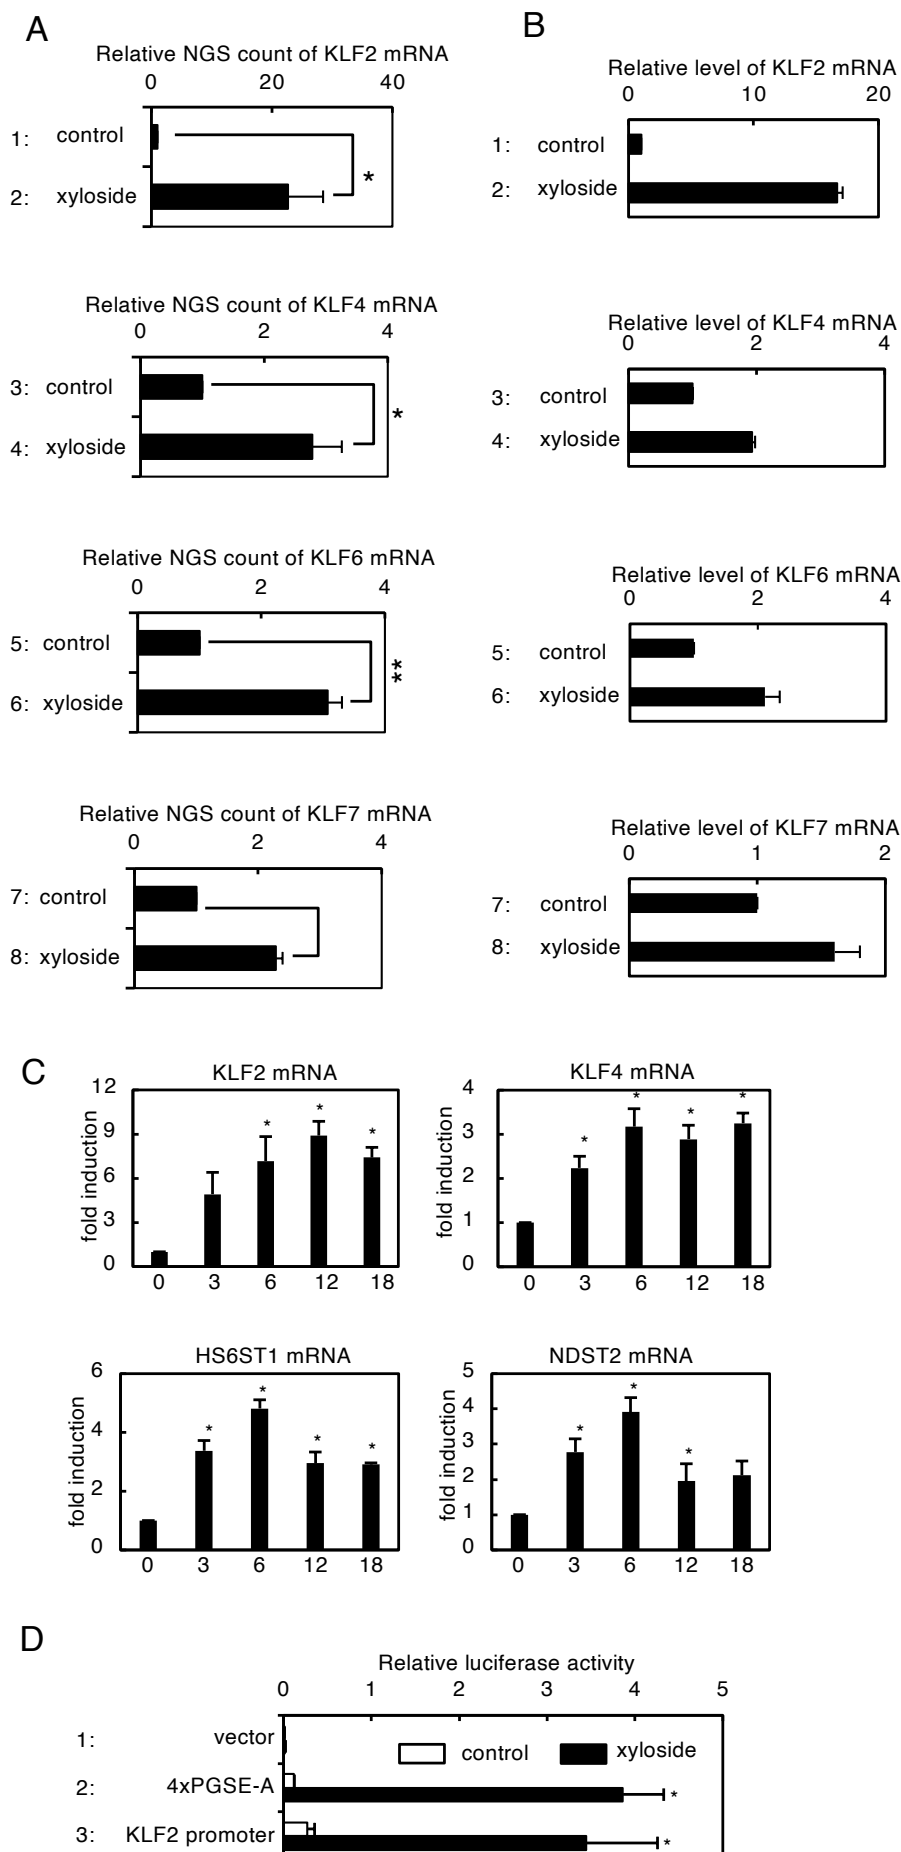 A
Relative NGS count of KLF2 mRNA
0 20 40
1: control
2: xyloside
*
Relative NGS count of KLF4 mRNA
0 2 4
3: control
4: xyloside
*
Relative NGS count of KLF6 mRNA
0 2 4
5: control
6: xyloside
**
Relative NGS count of KLF7 mRNA
0 2 4
7: control
8: xyloside
B
Relative level of KLF2 mRNA
0 10 20
1: control
2: xyloside
Relative level of KLF4 mRNA
0 2 4
3: control
4: xyloside
Relative level of KLF6 mRNA
0 2 4
5: control
6: xyloside
Relative level of KLF7 mRNA
0 1 2
7: control
8: xyloside
C
KLF2 mRNA
fold induction
12
9
6
3
0
* * *
0 3 6 12 18
KLF4 mRNA
fold induction
4
3
2
1
0
* * * *
0 3 6 12 18
HS6ST1 mRNA
fold induction
6
4
2
0
* * * *
0 3 6 12 18
NDST2 mRNA
fold induction
5
4
3
2
1
0
* * *
0 3 6 12 18
D
Relative luciferase activity
0 1 2 3 4 5
control xyloside
1: vector
2: 4xPGSE-A *
3: KLF2 promoter *